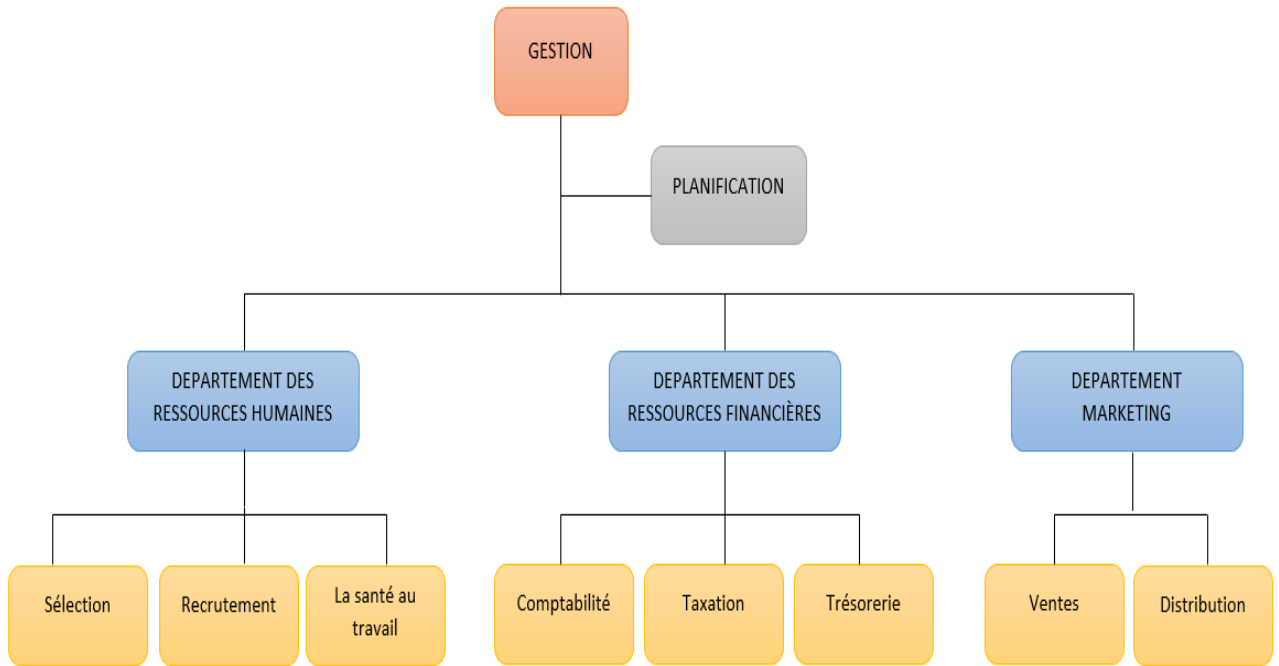 GESTION
PLANIFICATION
DEPARTEMENT DES
RESSOURCES HUMAINES
DEPARTEMENT DES
RESSOURCES FINANCIÈRES
DEPARTEMENT
MARKETING
Sélection
Recrutement
La santé au
travail
Comptabilité
Taxation
Trésorerie
Ventes
Distribution